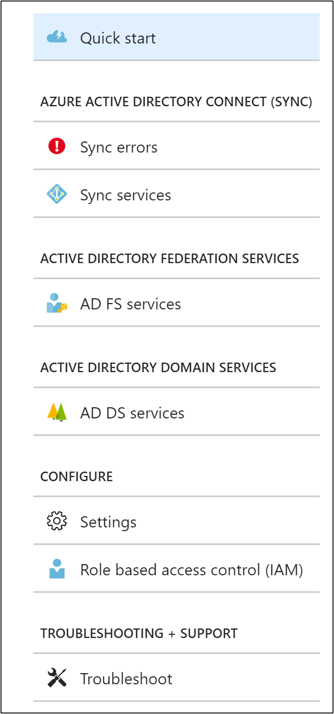 Quick start
AZURE ACTIVE DIRECTORY CONNECT (SYNC)
Sync errors
Sync services
ACTIVE DIRECTORY FEDERATION SERVICES
AD FS services
ACTIVE DIRECTORY DOMAIN SERVICES
AD DS services
CONFIGURE
Settings
Role based access control (IAM)
TROUBLESHOOTING + SUPPORT
Troubleshoot